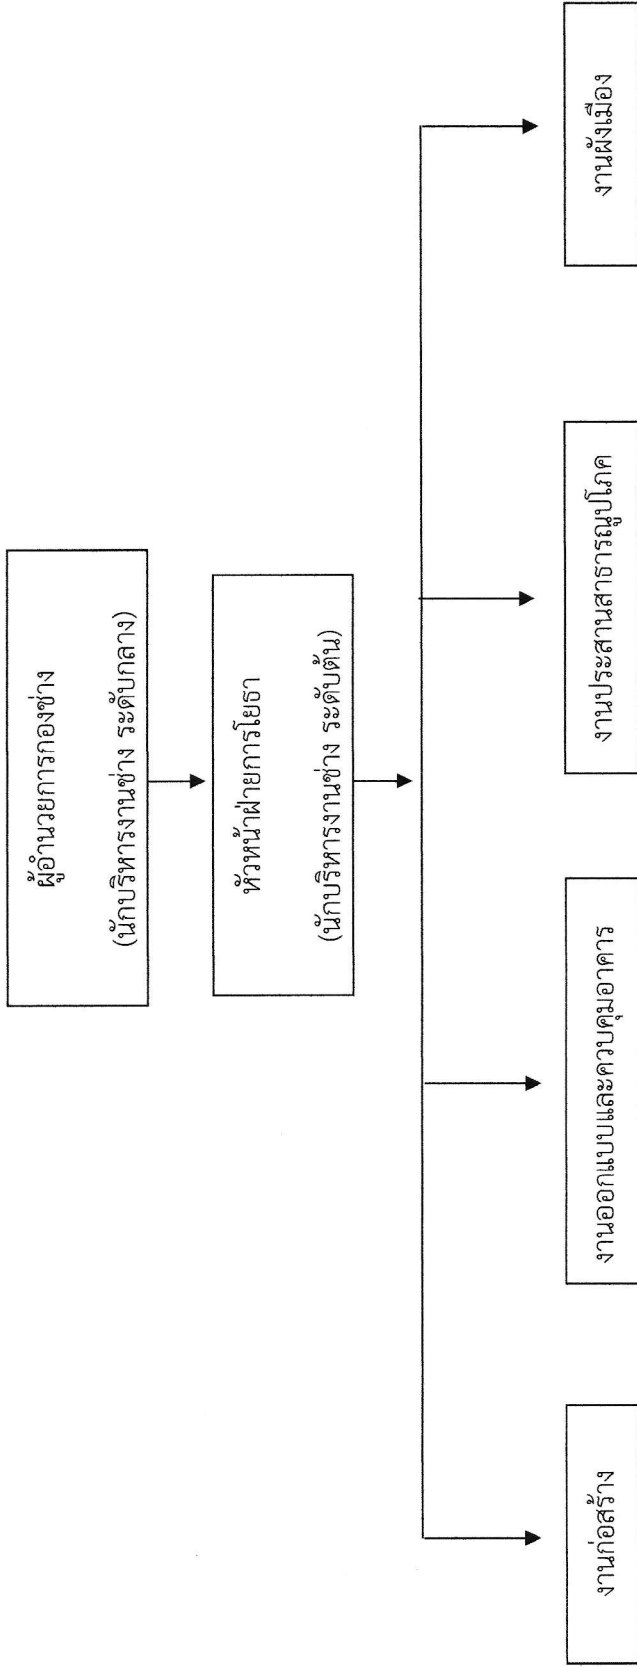 ผู้อำนวยการกองช่าง
(นักบริหารงานช่าง ระดับกลาง)
หัวหน้าฝ่ายการโยธา
(นักบริหารงานช่าง ระดับต้น)
งานก่อสร้าง
งานออกแบบและควบคุมอาคาร
งานประสานสาธารณูปโภค
งานผังเมือง